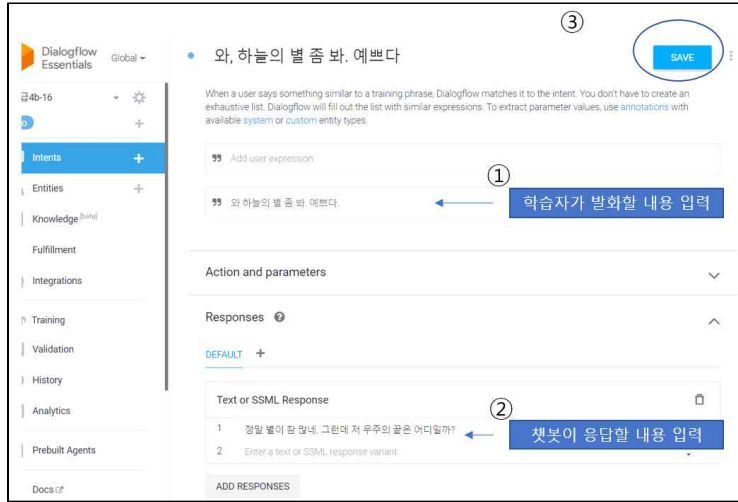 ③
Dialogflow Essentials
Global
와, 하늘의 별 좀 봐. 예쁘다
SAVE
급4b-16
When a user says something similar to a training phrase, Dialogflow matches it to the intent. You don't have to create an
exhaustive list. Dialogflow will fill out the list with similar expressions. To extract parameter values, use annotations with
available system or custom entity types.
Intents
Add user expression
①
Entities
와 하늘의 별 좀 봐. 예쁘다
학습자가 발화할 내용 입력
Knowledge [beta]
Fulfillment
Action and parameters
Integrations
Responses
Training
Validation
DEFAULT
History
Text or SSML Response
②
Analytics
1 정말 별이 참 많네. 그런데 저 우주의 끝은 어디일까?
챗봇이 응답할 내용 입력
Prebuilt Agents
2 Enter a text or SSML response variant
Docs
ADD RESPONSES